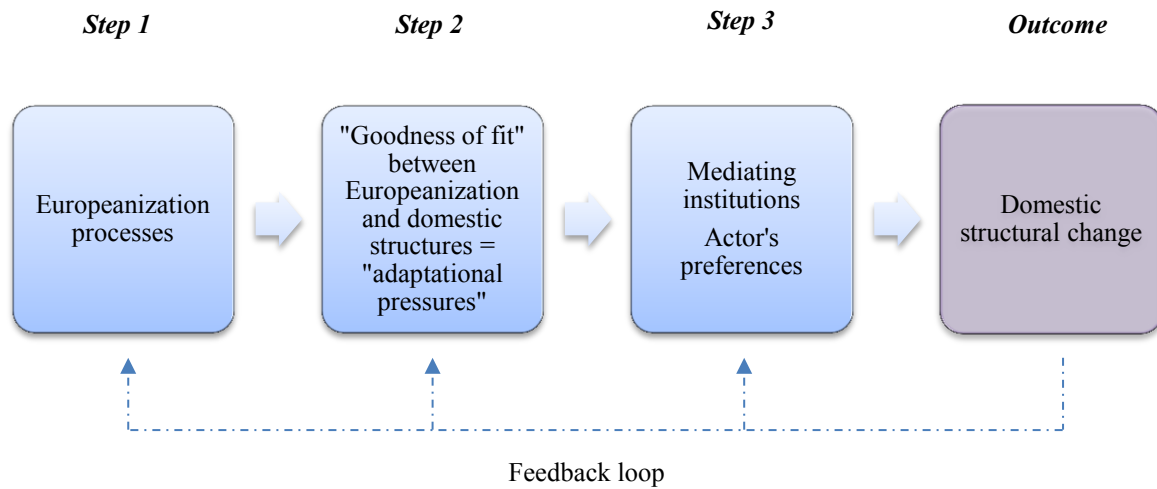 Step 1
Step 2
Step 3
Outcome
Europeanization
processes
"Goodness of fit"
between
Europeanization
and domestic
structures =
"adaptational
pressures"
Mediating
institutions
Actor's
preferences
Domestic
structural change
Feedback loop